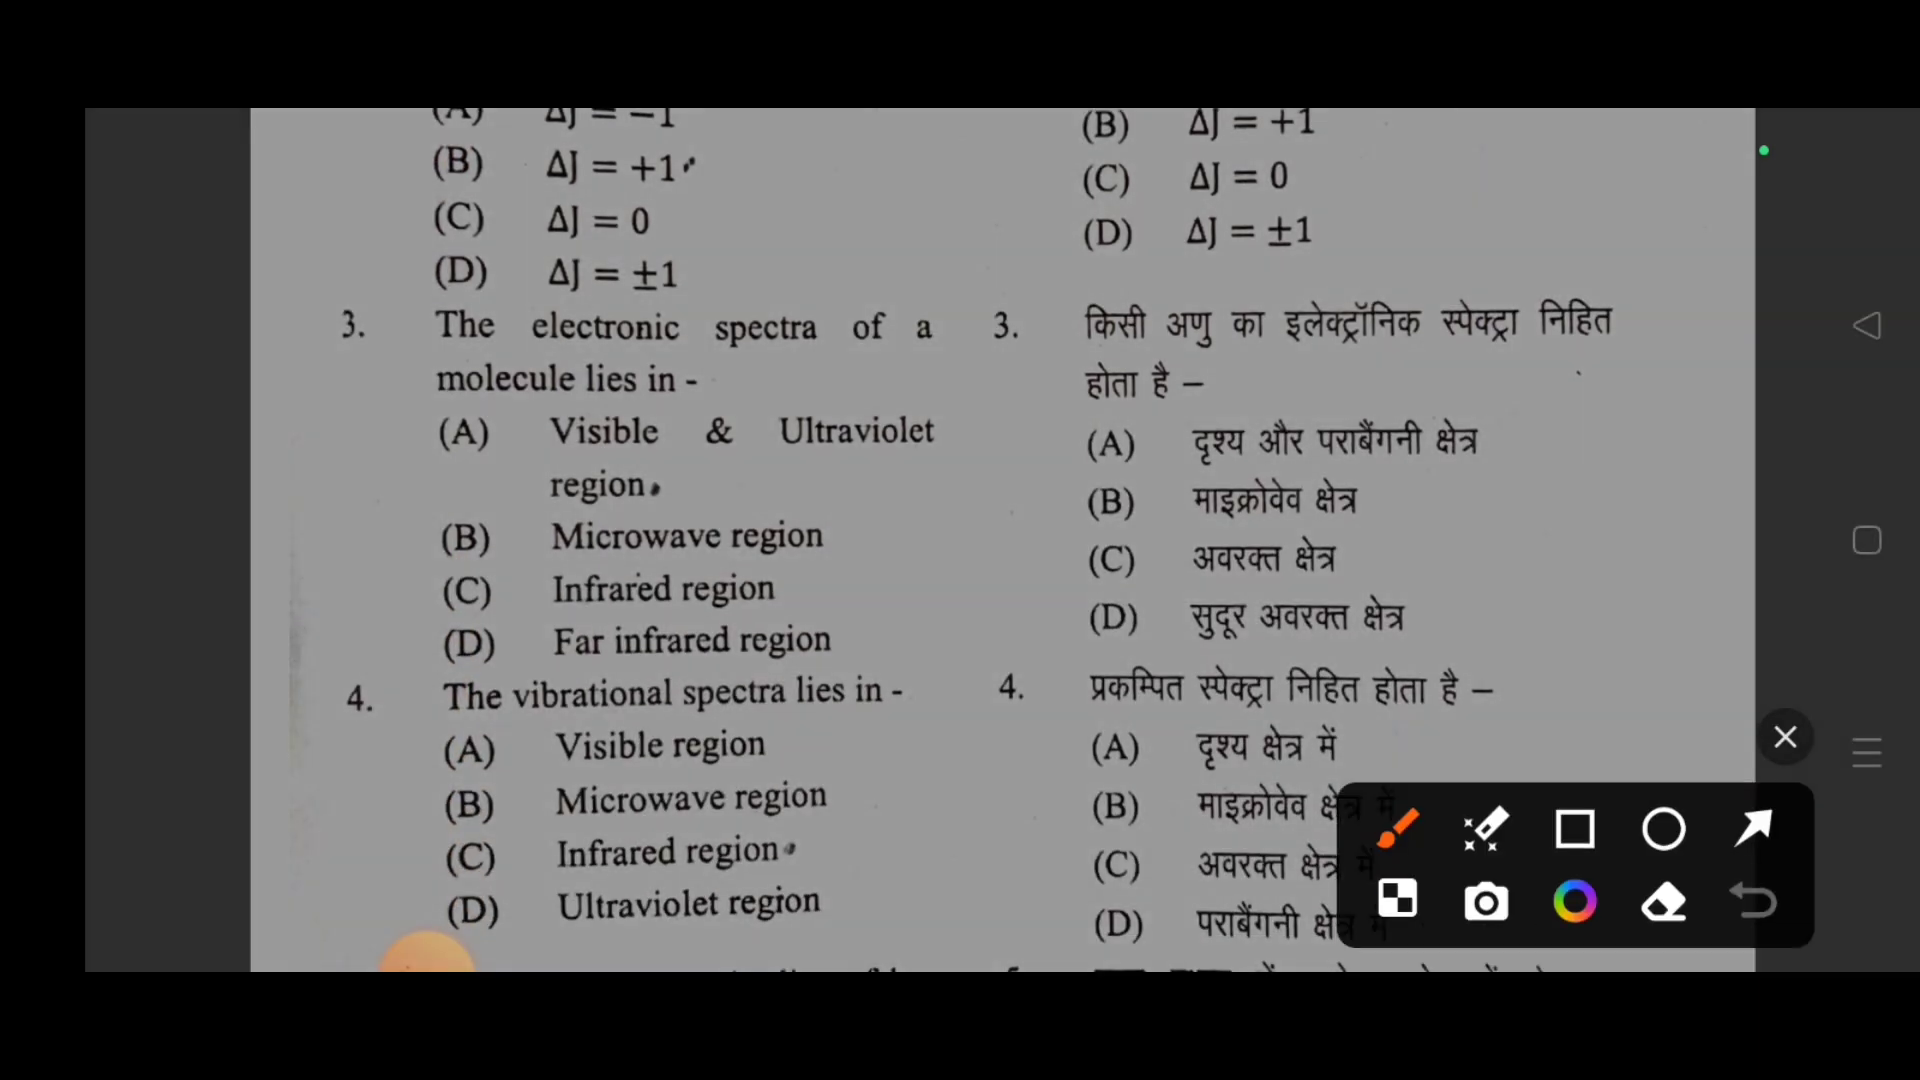 (A) ΔJ = −1
(B) ΔJ = +1
(C) ΔJ = 0
(D) ΔJ = ±1
3. The electronic spectra of a
molecule lies in -
(A) Visible & Ultraviolet
region
(B) Microwave region
(C) Infrared region
(D) Far infrared region
4. The vibrational spectra lies in -
(A) Visible region
(B) Microwave region
(C) Infrared region
(D) Ultraviolet region
(B) ΔJ = +1
(C) ΔJ = 0
(D) ΔJ = ±1
3. किसी अणु का इलेक्ट्रॉनिक स्पेक्ट्रा निहित
होता है –
(A) दृश्य और पराबैंगनी क्षेत्र
(B) माइक्रोवेव क्षेत्र
(C) अवरक्त क्षेत्र
(D) सुदूर अवरक्त क्षेत्र
4. प्रकम्पित स्पेक्ट्रा निहित होता है –
(A) दृश्य क्षेत्र में
(B) माइक्रोवेव क्षेत्र में
(C) अवरक्त क्षेत्र में
(D) पराबैंगनी क्षेत्र में